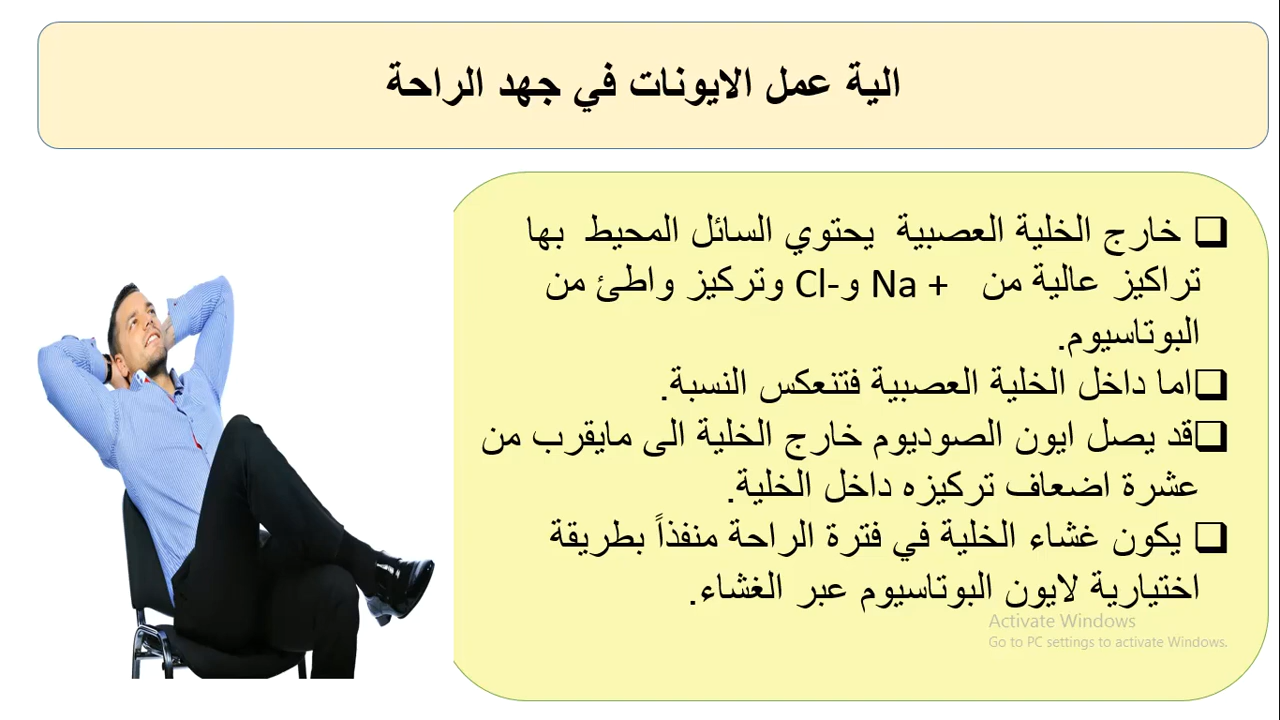 الية عمل الايونات في جهد الراحة
❑ خارج الخلية العصبية يحتوي السائل المحيط بها
تراكيز عالية من Na + و-Cl وتركيز واطئ من
البوتاسيوم.
❑اما داخل الخلية العصبية فتنعكس النسبة.
❑قد يصل ايون الصوديوم خارج الخلية الى مايقرب من
عشرة اضعاف تركيزه داخل الخلية.
❑ يكون غشاء الخلية في فترة الراحة منفذاً بطريقة
اختيارية لايون البوتاسيوم عبر الغشاء.
Activate Windows
Go to PC settings to activate Windows.